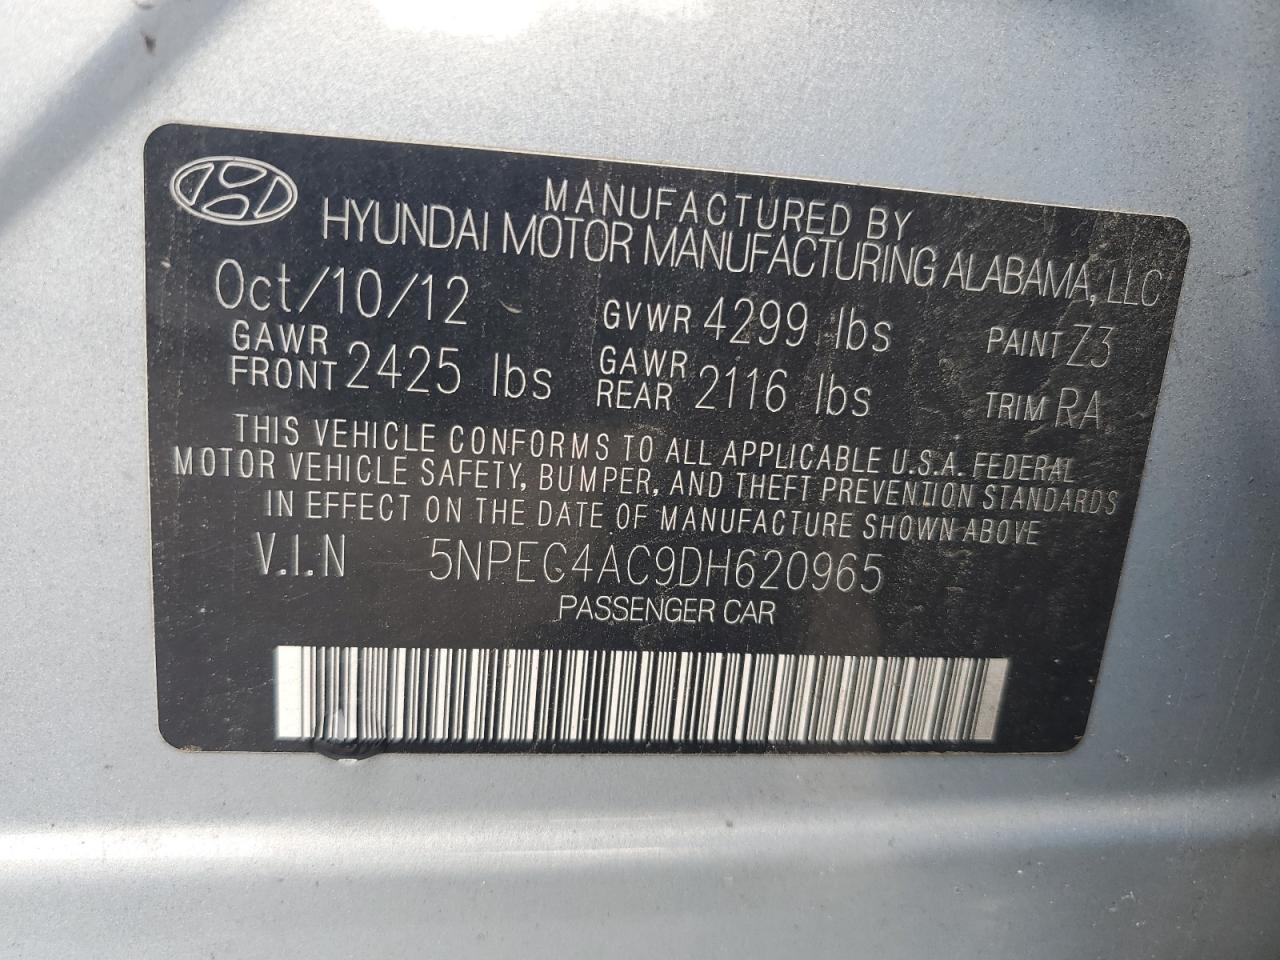 MANUFACTURED BY
HYUNDAI MOTOR MANUFACTURING ALABAMA, LLC
Oct/10/12 GVWR 4299 lbs PAINT Z3
GAWR FRONT 2425 lbs GAWR REAR 2116 lbs TRIM RA
THIS VEHICLE CONFORMS TO ALL APPLICABLE U.S.A. FEDERAL
MOTOR VEHICLE SAFETY, BUMPER, AND THEFT PREVENTION STANDARDS
IN EFFECT ON THE DATE OF MANUFACTURE SHOWN ABOVE
V.I.N 5NPEC4AC9DH620965
PASSENGER CAR